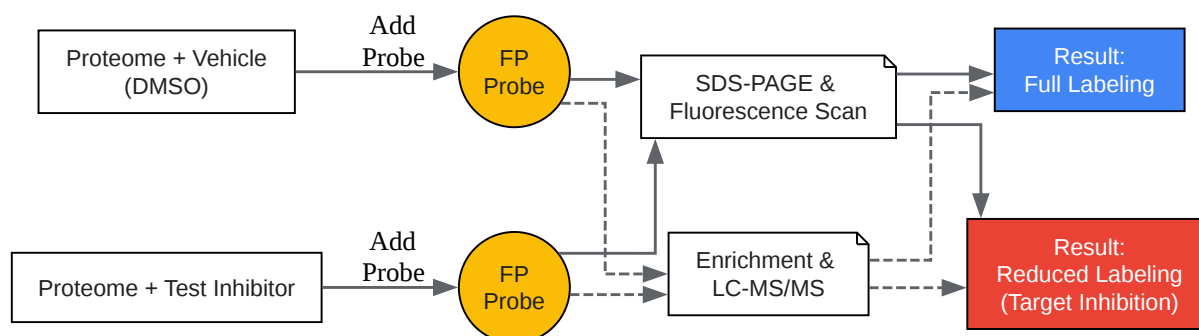 Proteome + Vehicle
(DMSO)
Add
Probe
FP
Probe
SDS-PAGE &
Fluorescence Scan
Result:
Full Labeling
Proteome + Test Inhibitor
Add
Probe
FP
Probe
Enrichment &
LC-MS/MS
Result:
Reduced Labeling
(Target Inhibition)